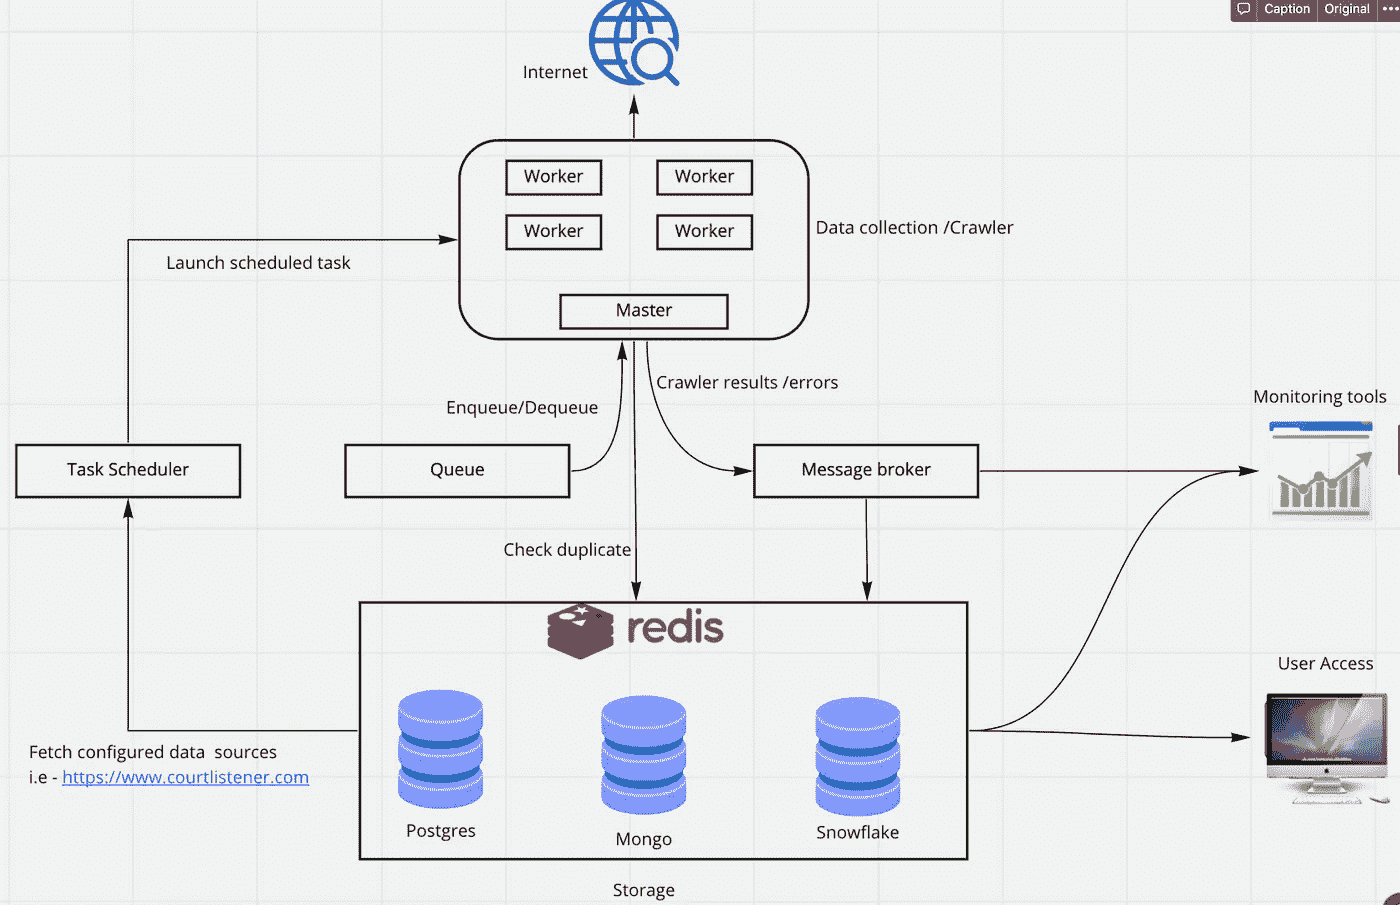 Caption Original
Internet
Worker Worker
Worker Worker
Data collection /Crawler
Launch scheduled task
Master
Crawler results /errors
Enqueue/Dequeue
Monitoring tools
Task Scheduler
Queue
Message broker
Check duplicate
redis
User Access
Fetch configured data  sources
i.e - https://www.courtlistener.com
Postgres
Mongo
Snowflake
Storage